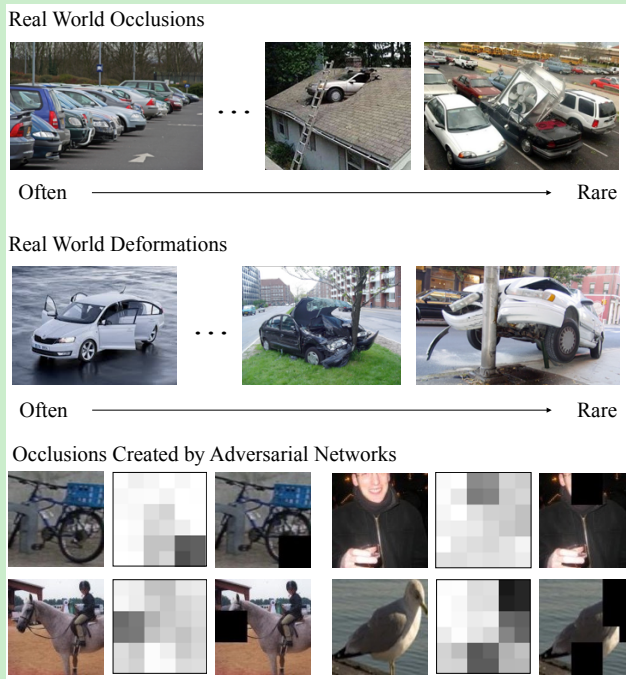 Real World Occlusions
. . .
Often Rare
Real World Deformations
. . .
Often Rare
Occlusions Created by Adversarial Networks